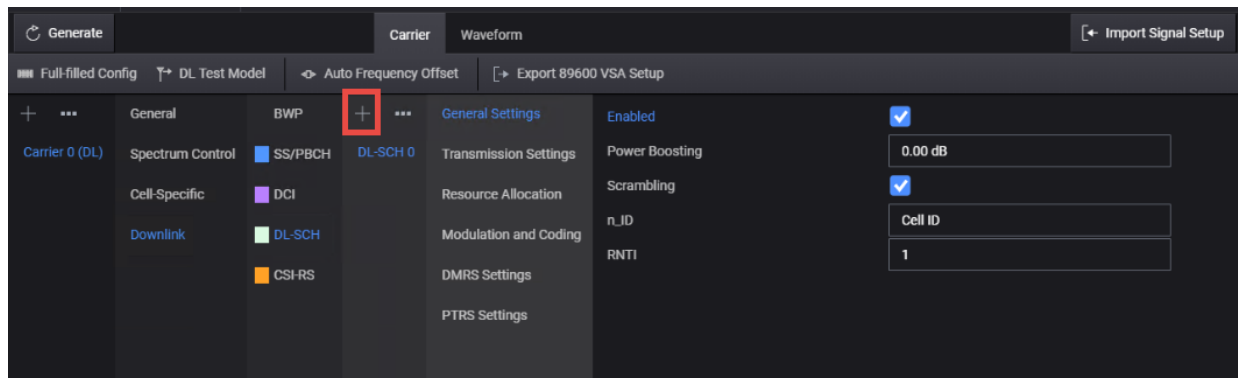 Generate Carrier Waveform Import Signal Setup
Full-filled Config DL Test Model Auto Frequency Offset Export 89600 VSA Setup
General BWP General Settings Enabled
Carrier 0 (DL) Spectrum Control SS/PBCH DL-SCH 0 Transmission Settings Power Boosting 0.00 dB
Cell-Specific DCI Resource Allocation Scrambling
n_ID Cell ID
Downlink DL-SCH Modulation and Coding
RNTI 1
CSI-RS DMRS Settings
PTRS Settings